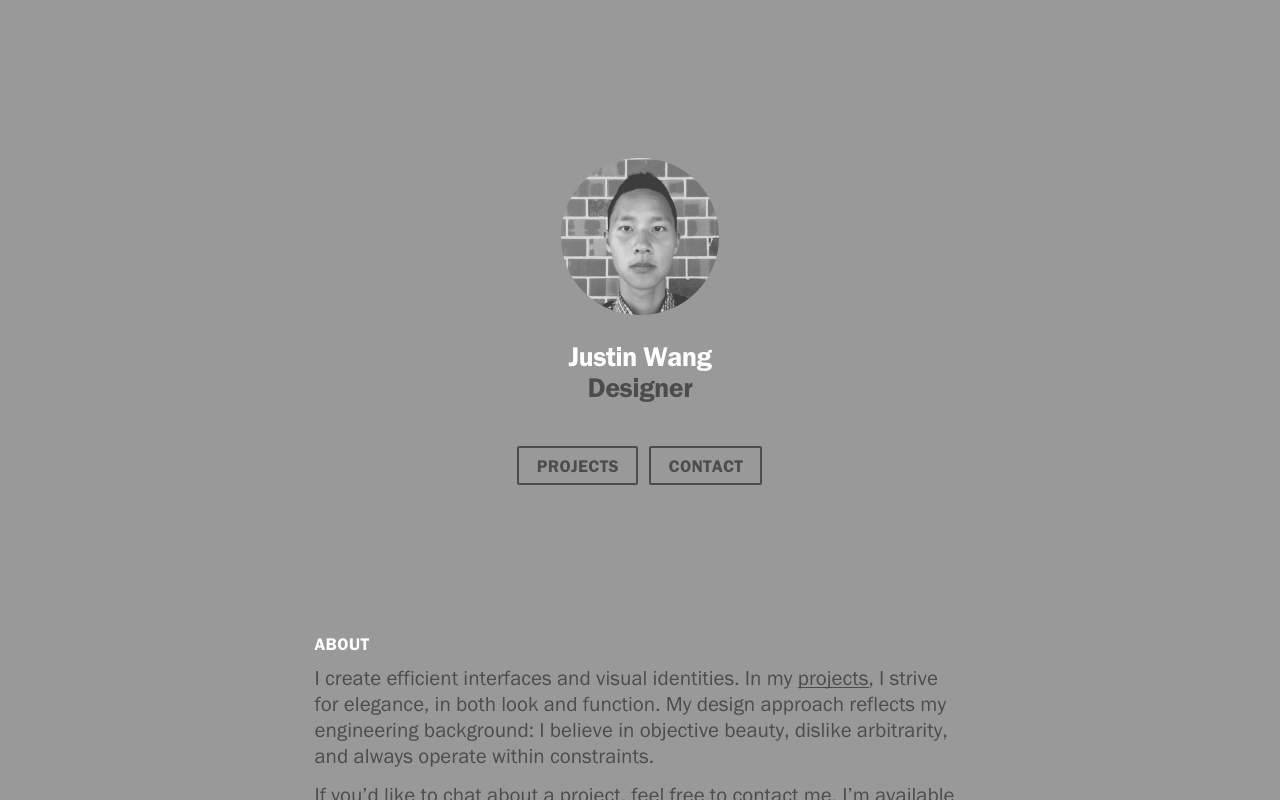 Justin Wang
Designer
PROJECTS
CONTACT
ABOUT
I create efficient interfaces and visual identities. In my projects, I strive
for elegance, in both look and function. My design approach reflects my
engineering background: I believe in objective beauty, dislike arbitrarity,
and always operate within constraints.
If you’d like to chat about a project, feel free to contact me. I’m available